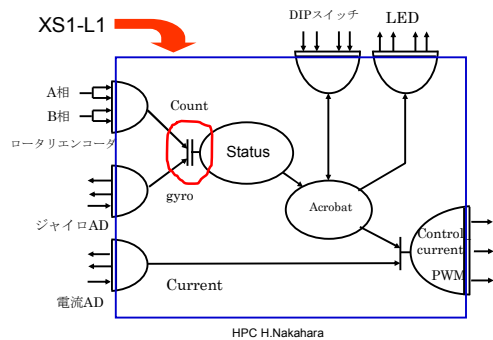 XS1-L1
DIPスイッチ
LED
A相
B相
ロータリエンコーダ
Count
gyro
Status
ジャイロAD
Acrobat
Control
current
PWM
Current
電流AD
HPC H.Nakahara